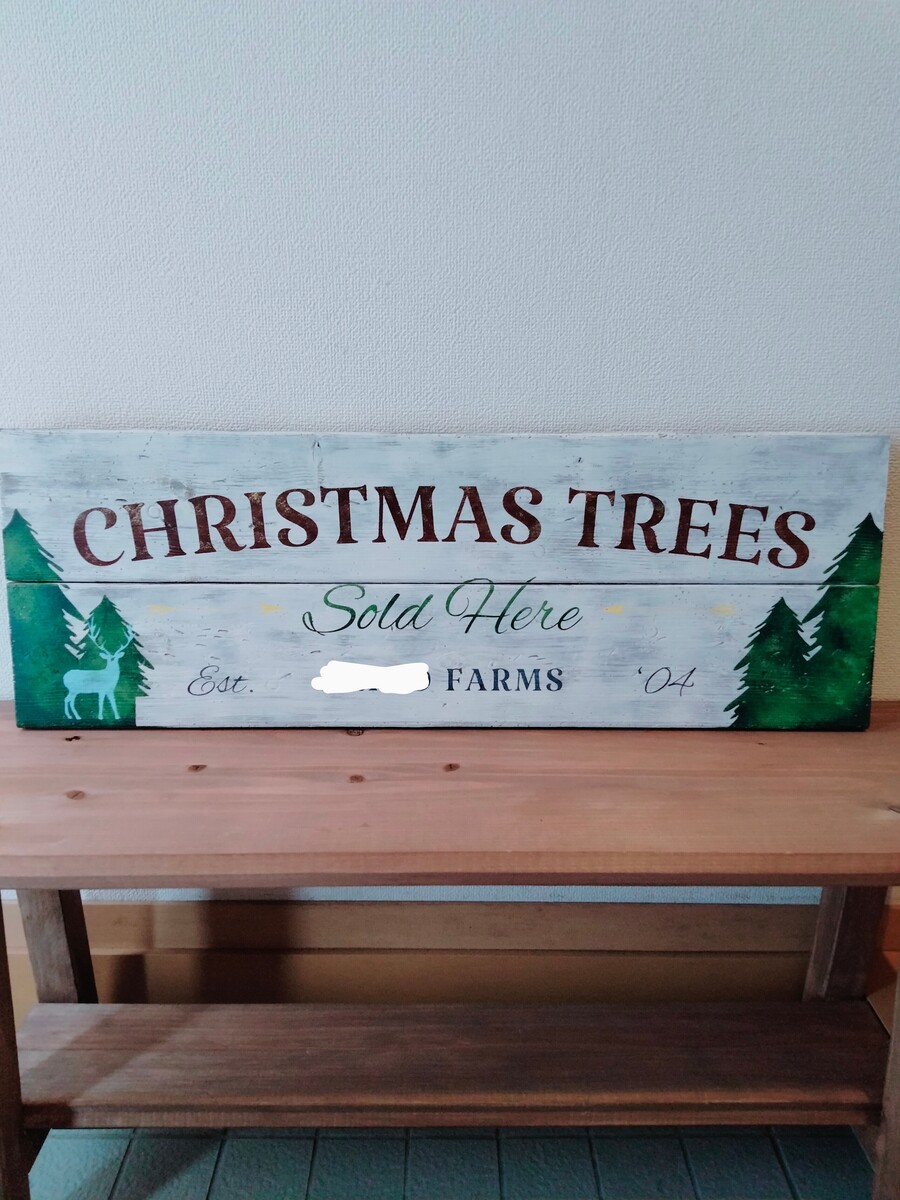 CHRISTMAS TREES
Sold Here
Est. FARMS '04